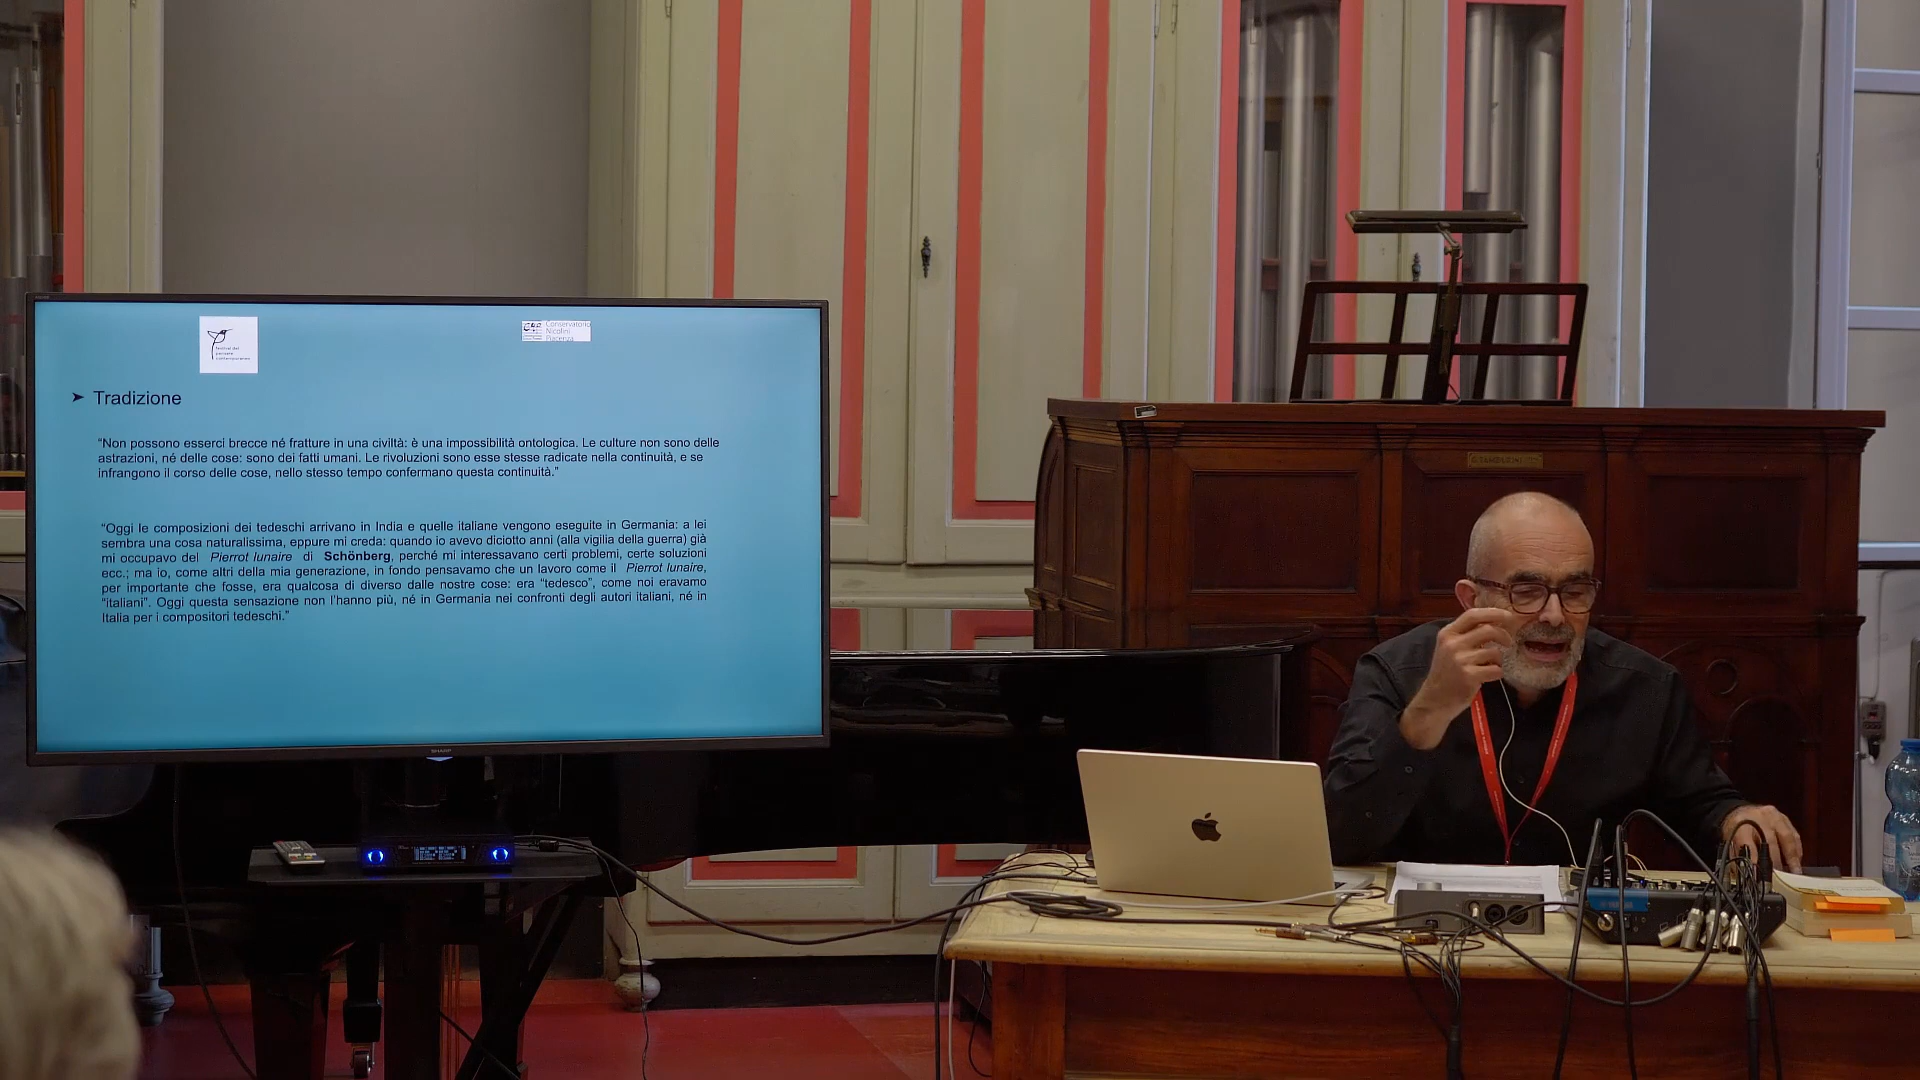 festival del
pensare
contemporaneo
Conservatorio
Nicolini
Piacenza
➤ Tradizione
“Non possono esserci brecce né fratture in una civiltà: è una impossibilità ontologica. Le culture non sono delle
astrazioni, né delle cose: sono dei fatti umani. Le rivoluzioni sono esse stesse radicate nella continuità, e se
infrangono il corso delle cose, nello stesso tempo confermano questa continuità.”
“Oggi le composizioni dei tedeschi arrivano in India e quelle italiane vengono eseguite in Germania: a lei
sembra una cosa naturalissima, eppure mi creda: quando io avevo diciotto anni (alla vigilia della guerra) già
mi occupavo del Pierrot lunaire di Schönberg, perché mi interessavano certi problemi, certe soluzioni
ecc.; ma io, come altri della mia generazione, in fondo pensavamo che un lavoro come il Pierrot lunaire,
per importante che fosse, era qualcosa di diverso dalle nostre cose: era “tedesco”, come noi eravamo
“italiani”. Oggi questa sensazione non l’hanno più, né in Germania nei confronti degli autori italiani, né in
Italia per i compositori tedeschi.”
SHARP